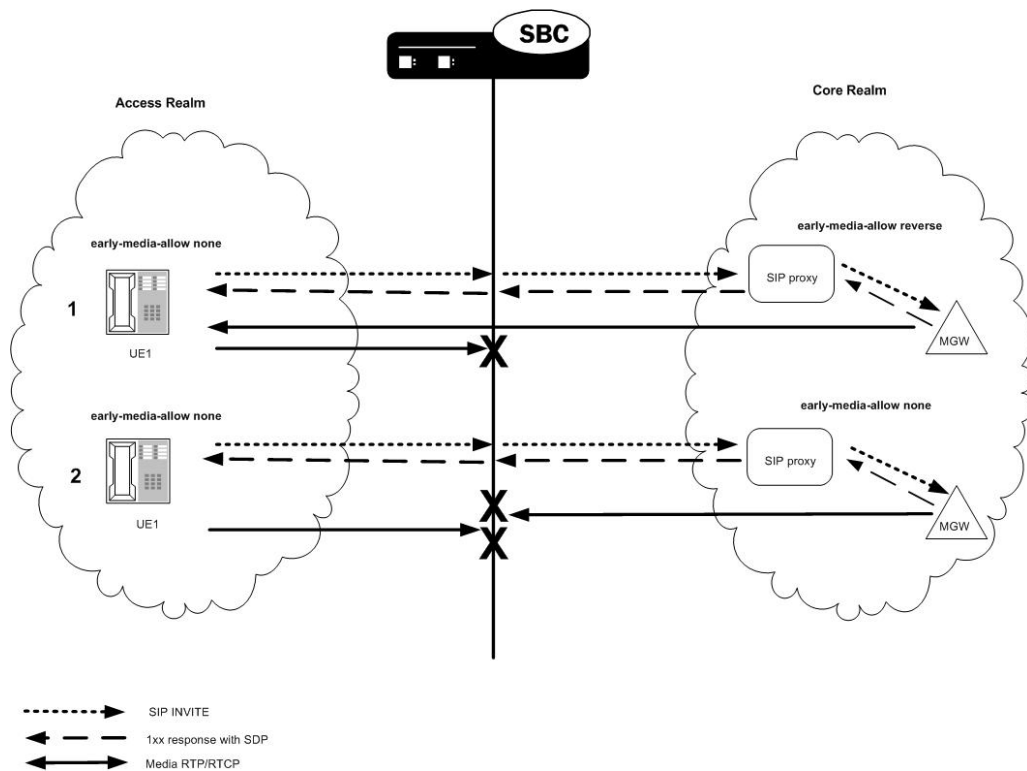 SBC
Access Realm
Core Realm
early-media-allow none
early-media-allow reverse
1
UE1
SIP proxy
MGW
X
early-media-allow none
early-media-allow none
2
UE1
SIP proxy
MGW
X
X
SIP INVITE
1xx response with SDP
Media RTP/RTCP